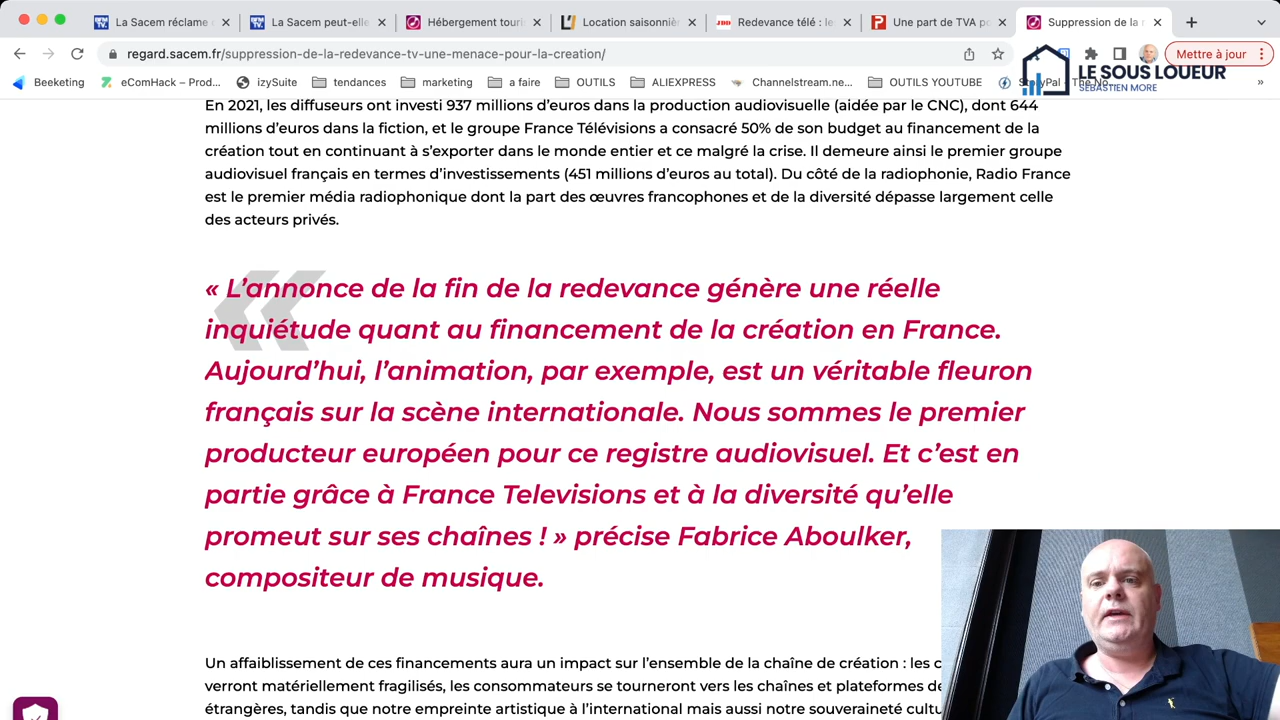 La Sacem réclame
La Sacem peut-elle
Hébergement touri
Location saisonnièr
Redevance télé : le
Une part de TVA po
Suppression de la r
regard.sacem.fr/suppression-de-la-redevance-tv-une-menace-pour-la-creation/
Mettre à jour
Beeketing
eComHack – Prod...
izySuite
tendance
marketing
a faire
OUTILS
ALIEXPRESS
Channelstream.ne...
OUTILS YOUTUBE
LE SOUS LOUEUR
SÉBASTIEN MORE
En 2021, les diffuseurs ont investi 937 millions d’euros dans la production audiovisuelle (aidée par le CNC), dont 644
millions d’euros dans la fiction, et le groupe France Télévisions a consacré 50% de son budget au financement de la
création tout en continuant à s’exporter dans le monde entier et ce malgré la crise. Il demeure ainsi le premier groupe
audiovisuel français en termes d’investissements (451 millions d’euros au total). Du côté de la radiophonie, Radio France
est le premier média radiophonique dont la part des œuvres francophones et de la diversité dépasse largement celle
des acteurs privés.
« L’annonce de la fin de la redevance génère une réelle
inquiétude quant au financement de la création en France.
Aujourd’hui, l’animation, par exemple, est un véritable fleuron
français sur la scène internationale. Nous sommes le premier
producteur européen pour ce registre audiovisuel. Et c’est en
partie grâce à France Televisions et à la diversité qu’elle
promeut sur ses chaînes ! » précise Fabrice Aboulker,
compositeur de musique.
Un affaiblissement de ces financements aura un impact sur l’ensemble de la chaîne de création : les
verront matériellement fragilisés, les consommateurs se tourneront vers les chaînes et plateformes
étrangères, tandis que notre empreinte artistique à l’international mais aussi notre souveraineté